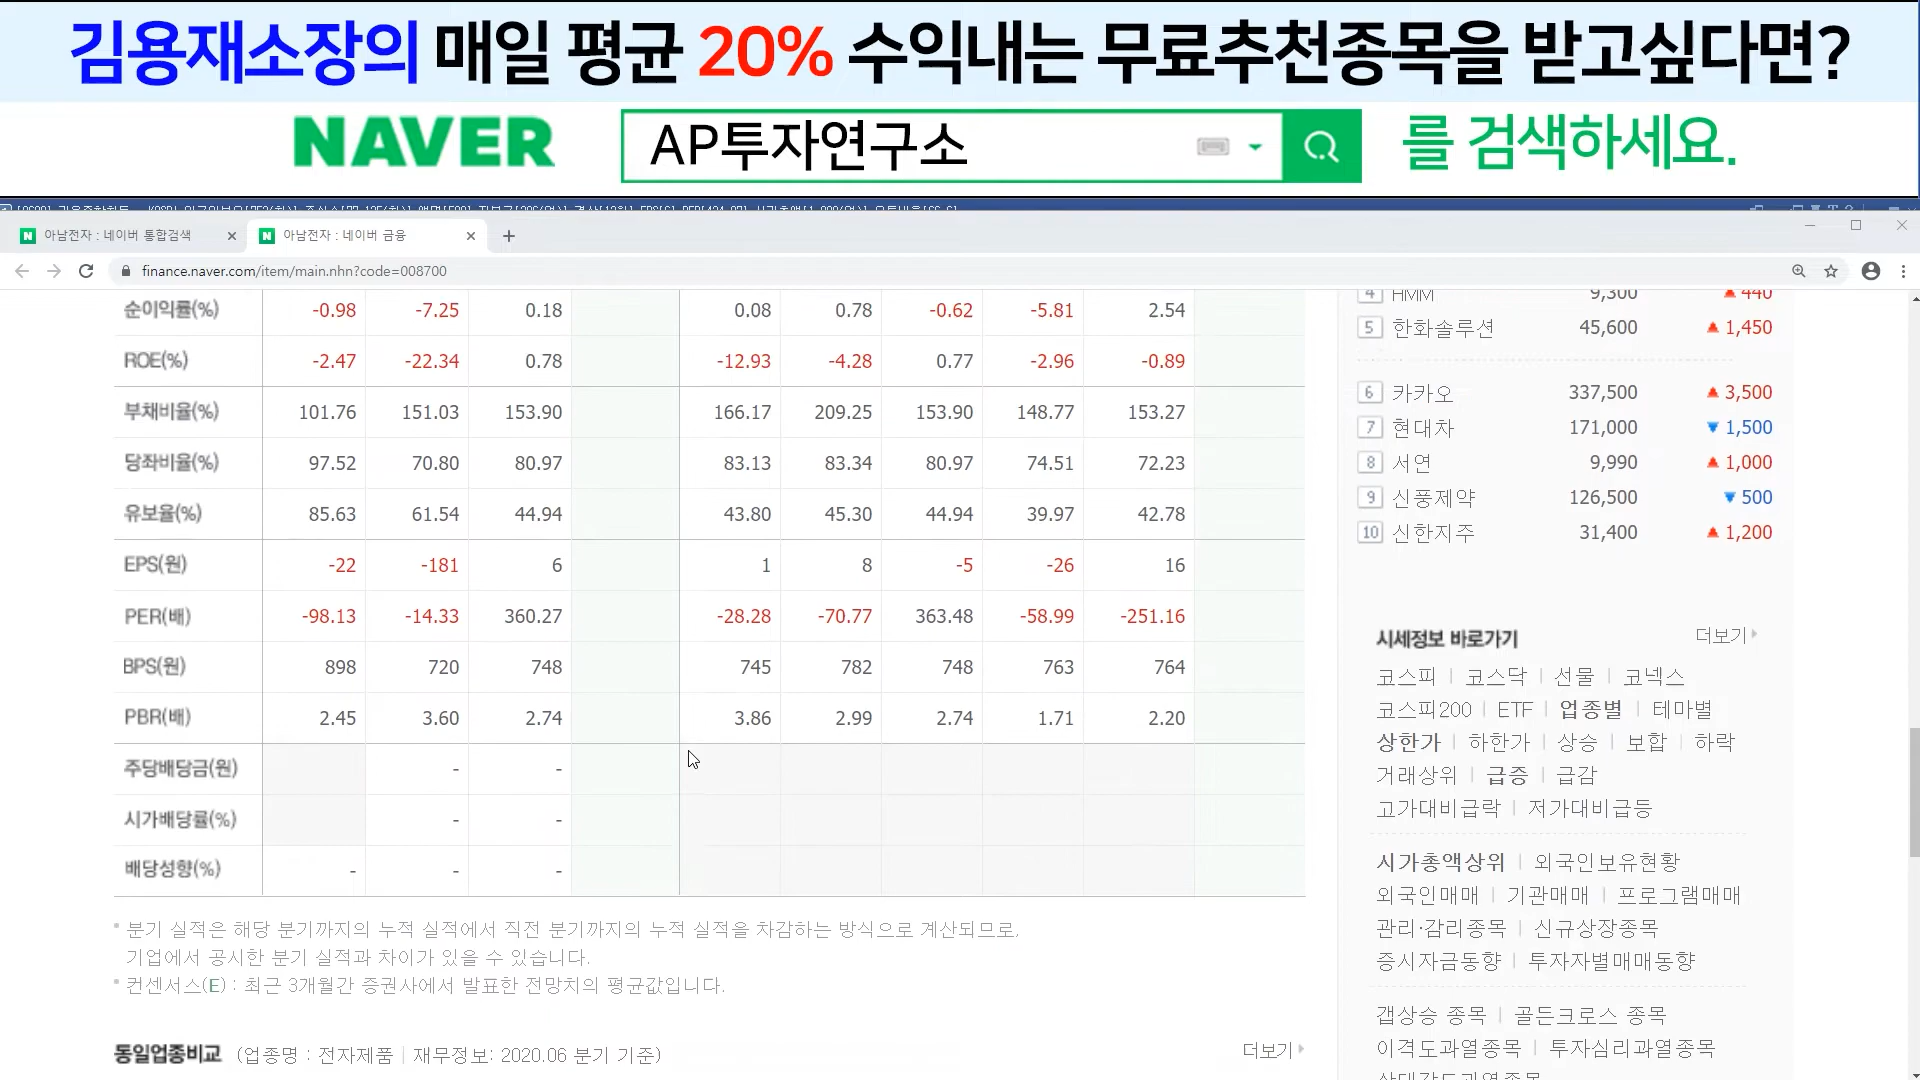 김용재소장의 매일 평균 20% 수익내는 무료추천종목을 받고싶다면?
NAVER AP투자연구소 를 검색하세요.
아남전자 : 네이버 통합검색
아남전자 : 네이버 금융
finance.naver.com/item/main.nhn?code=008700
순이익률(%) -0.98 -7.25 0.18 0.08 0.78 -0.62 -5.81 2.54
ROE(%) -2.47 -22.34 0.78 -12.93 -4.28 0.77 -2.96 -0.89
부채비율(%) 101.76 151.03 153.90 166.17 209.25 153.90 148.77 153.27
당좌비율(%) 97.52 70.80 80.97 83.13 83.34 80.97 74.51 72.23
유보율(%) 85.63 61.54 44.94 43.80 45.30 44.94 39.97 42.78
EPS(원) -22 -181 6 1 8 -5 -26 16
PER(배) -98.13 -14.33 360.27 -28.28 -70.77 363.48 -58.99 -251.16
BPS(원) 898 720 748 745 782 748 763 764
PBR(배) 2.45 3.60 2.74 3.86 2.99 2.74 1.71 2.20
주당배당금(원) - -
시가배당률(%) - -
배당성향(%) - - -
* 분기 실적은 해당 분기까지의 누적 실적에서 직전 분기까지의 누적 실적을 차감하는 방식으로 계산되므로,
기업에서 공시한 분기 실적과 차이가 있을 수 있습니다.
* 컨센서스(E) : 최근 3개월간 증권사에서 발표한 전망치의 평균값입니다.
동일업종비교 (업종명 : 전자제품 | 재무정보: 2020.06 분기 기준) 더보기
4 HMM 9,300 ▲ 440
5 한화솔루션 45,600 ▲ 1,450
6 카카오 337,500 ▲ 3,500
7 현대차 171,000 ▼ 1,500
8 서연 9,990 ▲ 1,000
9 신풍제약 126,500 ▼ 500
10 신한지주 31,400 ▲ 1,200
시세정보 바로가기 더보기
코스피 | 코스닥 | 선물 | 코넥스
코스피200 | ETF | 업종별 | 테마별
상한가 | 하한가 | 상승 | 보합 | 하락
거래상위 | 급증 | 급감
고가대비급락 | 저가대비급등
시가총액상위 | 외국인보유현황
외국인매매 | 기관매매 | 프로그램매매
관리·감리종목 | 신규상장종목
증시자금동향 | 투자자별매매동향
갭상승 종목 | 골든크로스 종목
이격도과열종목 | 투자심리과열종목